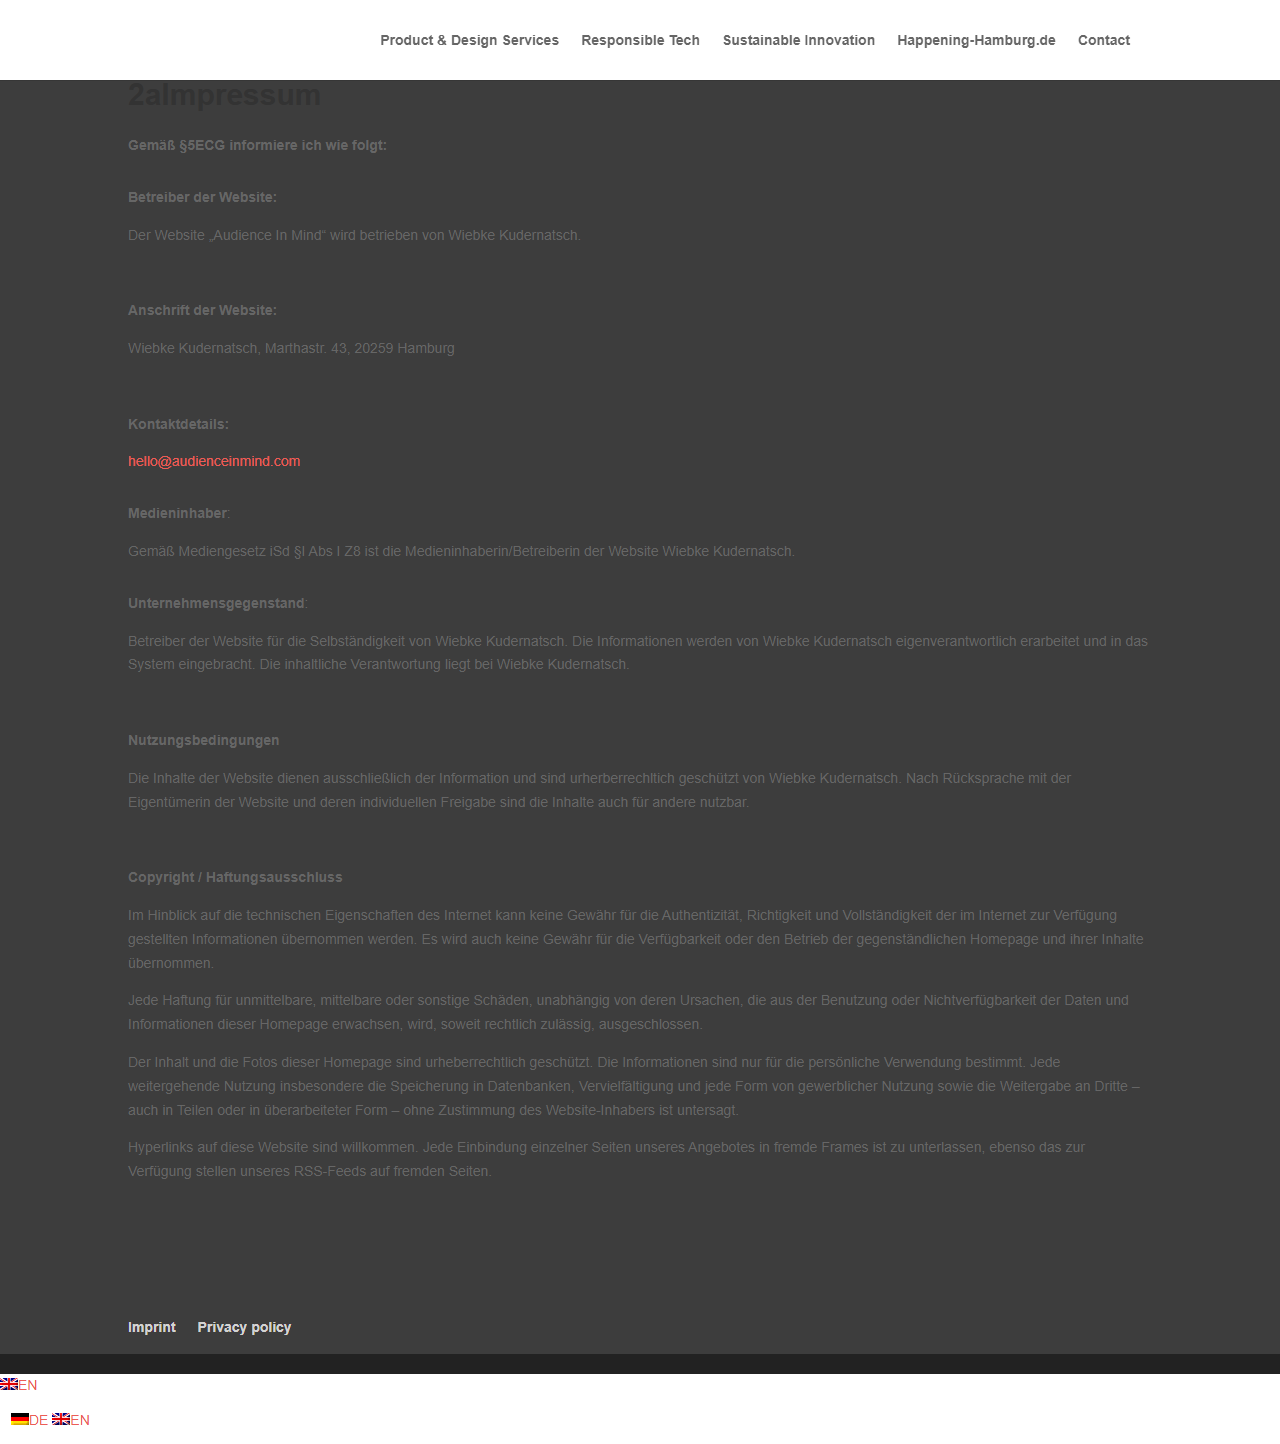 Product & Design Services Responsible Tech Sustainable Innovation Happening-Hamburg.de Contact
2aImpressum
Gemäß §5ECG informiere ich wie folgt:
Betreiber der Website:
Der Website „Audience In Mind“ wird betrieben von Wiebke Kudernatsch.
Anschrift der Website:
Wiebke Kudernatsch, Marthastr. 43, 20259 Hamburg
Kontaktdetails:
hello@audienceinmind.com
Medieninhaber:
Gemäß Mediengesetz iSd §I Abs I Z8 ist die Medieninhaberin/Betreiberin der Website Wiebke Kudernatsch.
Unternehmensgegenstand:
Betreiber der Website für die Selbständigkeit von Wiebke Kudernatsch. Die Informationen werden von Wiebke Kudernatsch eigenverantwortlich erarbeitet und in das
System eingebracht. Die inhaltliche Verantwortung liegt bei Wiebke Kudernatsch.
Nutzungsbedingungen
Die Inhalte der Website dienen ausschließlich der Information und sind urherberrechltich geschützt von Wiebke Kudernatsch. Nach Rücksprache mit der
Eigentümerin der Website und deren individuellen Freigabe sind die Inhalte auch für andere nutzbar.
Copyright / Haftungsausschluss
Im Hinblick auf die technischen Eigenschaften des Internet kann keine Gewähr für die Authentizität, Richtigkeit und Vollständigkeit der im Internet zur Verfügung
gestellten Informationen übernommen werden. Es wird auch keine Gewähr für die Verfügbarkeit oder den Betrieb der gegenständlichen Homepage und ihrer Inhalte
übernommen.
Jede Haftung für unmittelbare, mittelbare oder sonstige Schäden, unabhängig von deren Ursachen, die aus der Benutzung oder Nichtverfügbarkeit der Daten und
Informationen dieser Homepage erwachsen, wird, soweit rechtlich zulässig, ausgeschlossen.
Der Inhalt und die Fotos dieser Homepage sind urheberrechtlich geschützt. Die Informationen sind nur für die persönliche Verwendung bestimmt. Jede
weitergehende Nutzung insbesondere die Speicherung in Datenbanken, Vervielfältigung und jede Form von gewerblicher Nutzung sowie die Weitergabe an Dritte –
auch in Teilen oder in überarbeiteter Form – ohne Zustimmung des Website-Inhabers ist untersagt.
Hyperlinks auf diese Website sind willkommen. Jede Einbindung einzelner Seiten unseres Angebotes in fremde Frames ist zu unterlassen, ebenso das zur
Verfügung stellen unseres RSS-Feeds auf fremden Seiten.
Imprint Privacy policy
EN
DE EN